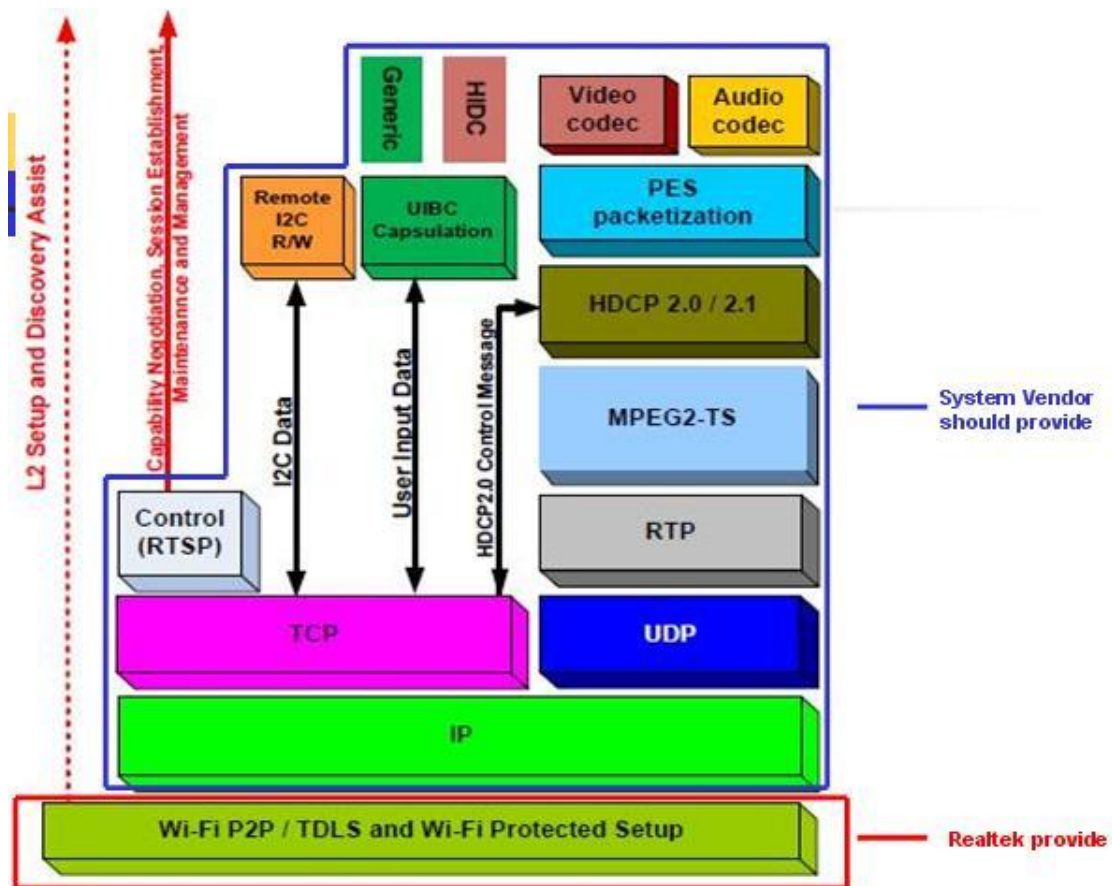 L2 Setup and Discovery Assist
Capability Negotiation, Session Establishment,
Maintenannce and Management
Generic
HIDC
Video
codec
Audio
codec
Remote
I2C
R/W
UIBC
Capsulation
PES
packetization
HDCP 2.0 / 2.1
I2C Data
User Input Data
HDCP2.0 Control Message
MPEG2-TS
System Vendor
should provide
Control
(RTSP)
RTP
TCP
UDP
IP
Wi-Fi P2P / TDLS and Wi-Fi Protected Setup
Realtek provide